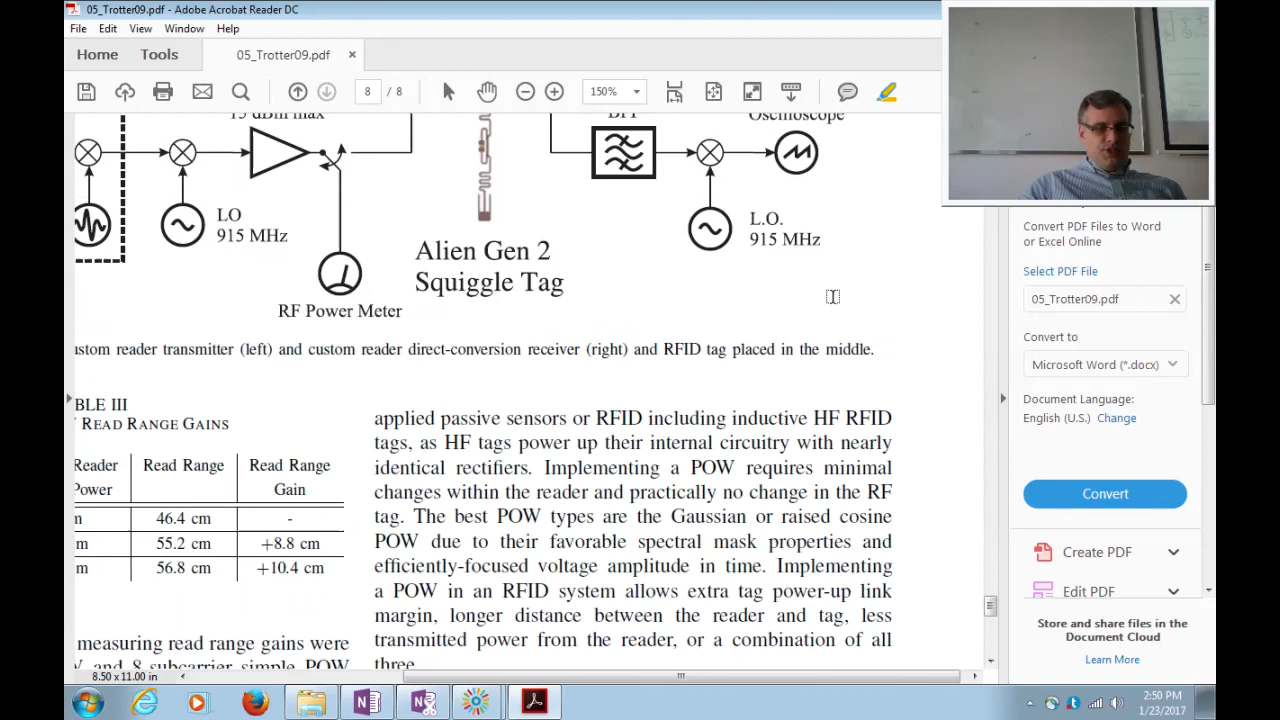 05_Trotter09.pdf - Adobe Acrobat Reader DC
File Edit View Window Help
Home Tools 05_Trotter09.pdf ×
8 / 8 150%
15 dBm max
BPF
Oscilloscope
LO
915 MHz
L.O.
915 MHz
Alien Gen 2
Squiggle Tag
RF Power Meter
ustom reader transmitter (left) and custom reader direct-conversion receiver (right) and RFID tag placed in the middle.
BLE III
READ RANGE GAINS
Reader Read Range Read Range
Power Gain
m 46.4 cm -
m 55.2 cm +8.8 cm
m 56.8 cm +10.4 cm
measuring read range gains were
W and 8 subcarrier simple POW
applied passive sensors or RFID including inductive HF RFID
tags, as HF tags power up their internal circuitry with nearly
identical rectifiers. Implementing a POW requires minimal
changes within the reader and practically no change in the RF
tag. The best POW types are the Gaussian or raised cosine
POW due to their favorable spectral mask properties and
efficiently-focused voltage amplitude in time. Implementing
a POW in an RFID system allows extra tag power-up link
margin, longer distance between the reader and tag, less
transmitted power from the reader, or a combination of all
three
8.50 x 11.00 in
Convert PDF Files to Word
or Excel Online
Select PDF File
05_Trotter09.pdf
Convert to
Microsoft Word (*.docx)
Document Language:
English (U.S.) Change
Convert
Create PDF
Edit PDF
Store and share files in the
Document Cloud
Learn More
2:50 PM
1/23/2017